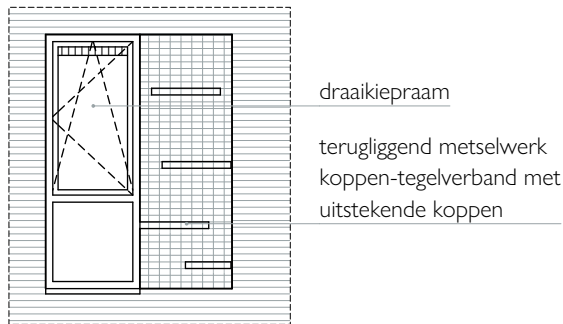 draaikiepraam
terugliggend metselwerk
koppen-tegelverband met
uitstekende koppen